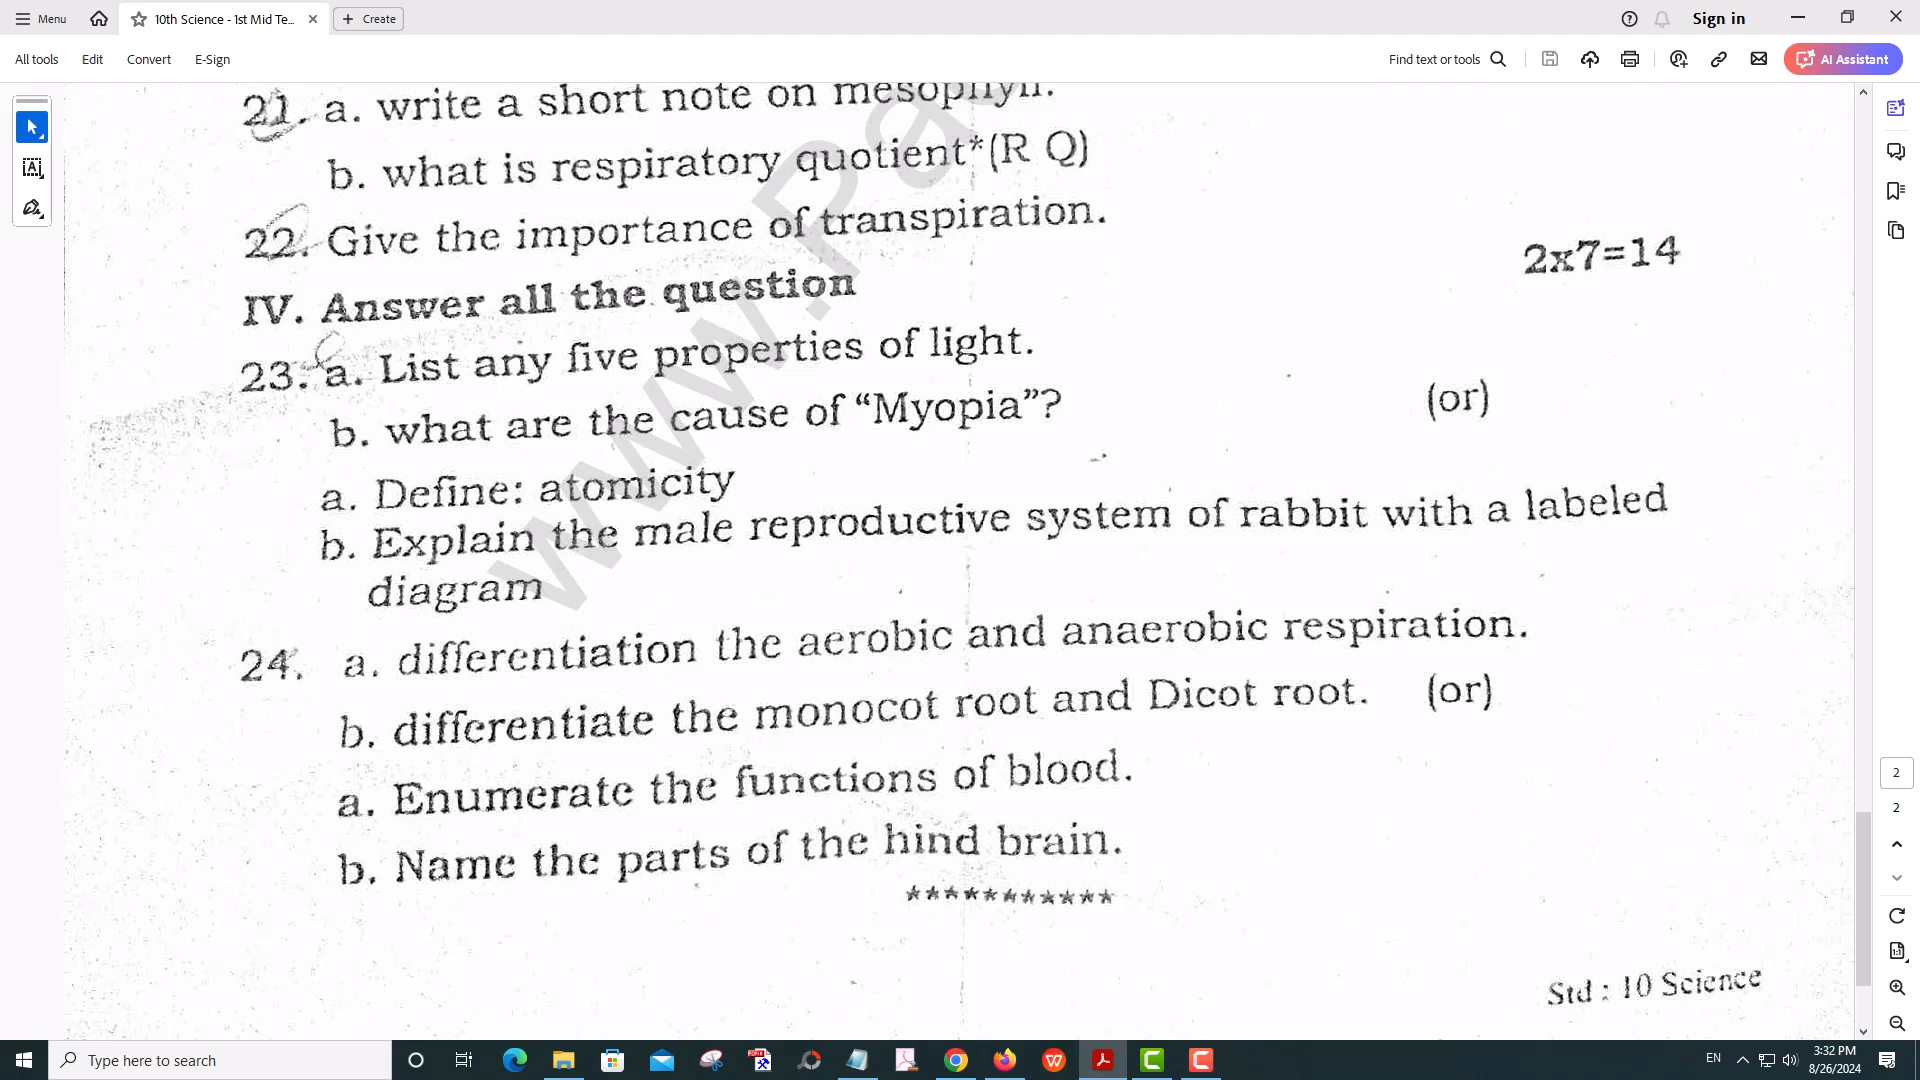 Menu
10th Science - 1st Mid Te...
Create
Sign in
All tools
Edit
Convert
E-Sign
Find text or tools
AI Assistant
21. a. write a short note on mesophyll.
b. what is respiratory quotient*(R Q)
22. Give the importance of transpiration.
2x7=14
IV. Answer all the question
23. a. List any five properties of light.
b. what are the cause of “Myopia”?
(or)
a. Define: atomicity
b. Explain the male reproductive system of rabbit with a labeled
diagram
24. a. differentiation the aerobic and anaerobic respiration.
b. differentiate the monocot root and Dicot root. (or)
a. Enumerate the functions of blood.
b. Name the parts of the hind brain.
***********
Std : 10 Science
www.Pa
2
2
Type here to search
EN
3:32 PM
8/26/2024